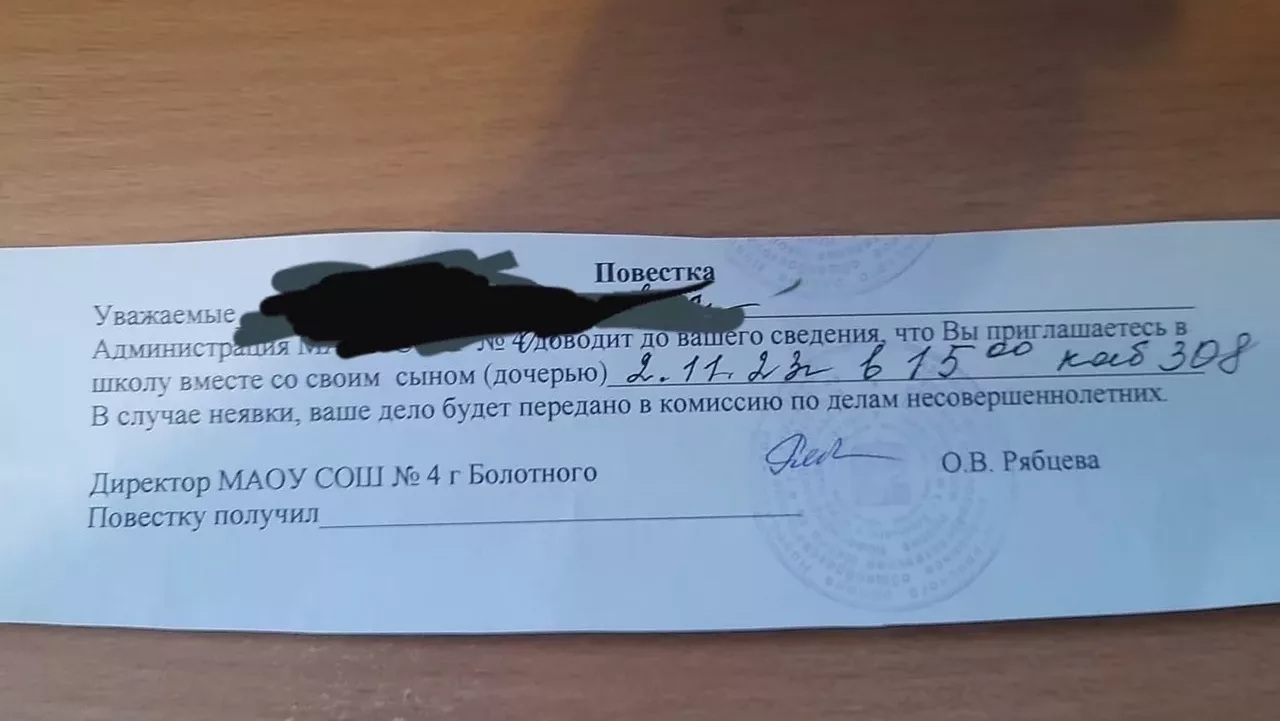 Повестка
Уважаемые
Администрация № 4 доводит до вашего сведения, что Вы приглашаетесь в
школу вместе со своим сыном (дочерью) 2.11.23г в 15 00 каб 308
В случае неявки, ваше дело будет передано в комиссию по делам несовершеннолетних.
Директор МАОУ СОШ № 4 г Болотного О.В. Рябцева
Повестку получил